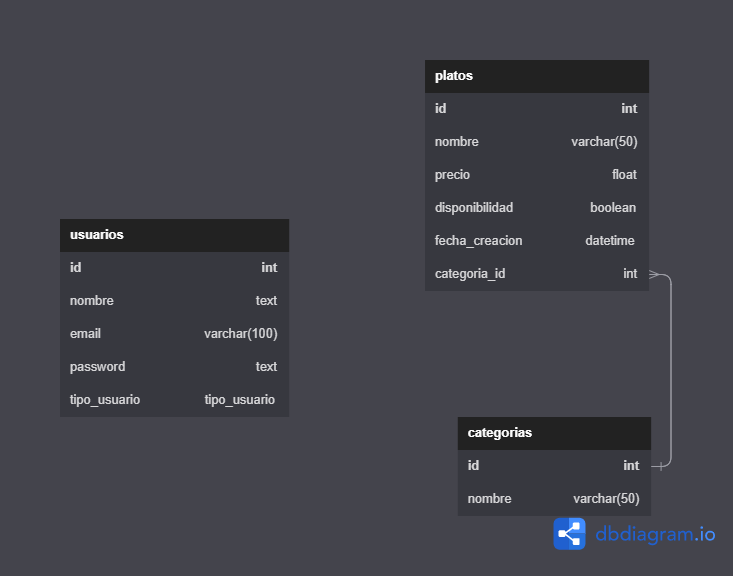 platos
id int
nombre varchar(50)
precio float
disponibilidad boolean
fecha_creacion datetime
categoria_id int
usuarios
id int
nombre text
email varchar(100)
password text
tipo_usuario tipo_usuario
categorias
id int
nombre varchar(50)
dbdiagram.io